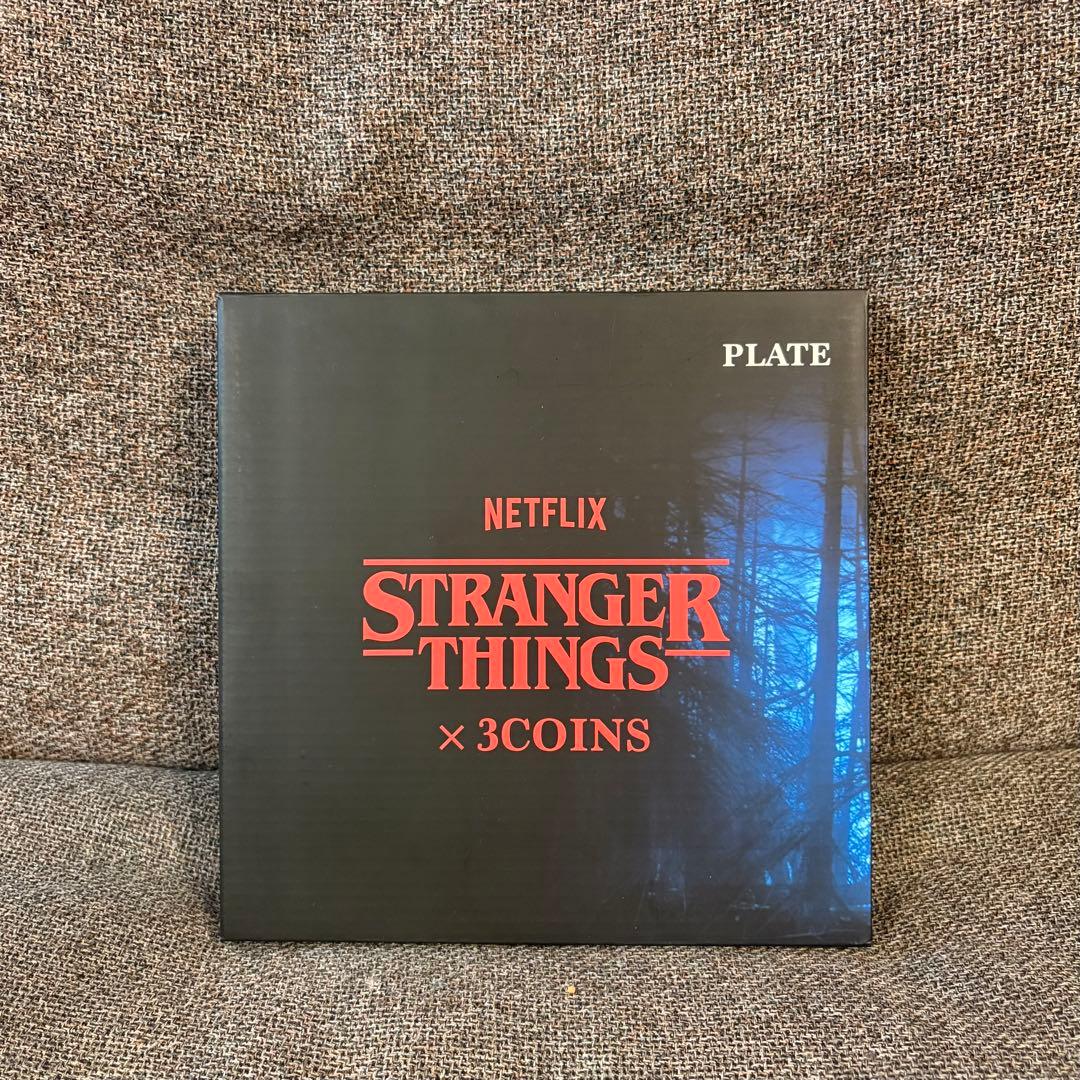 PLATE
NETFLIX
STRANGER
THINGS
× 3COINS